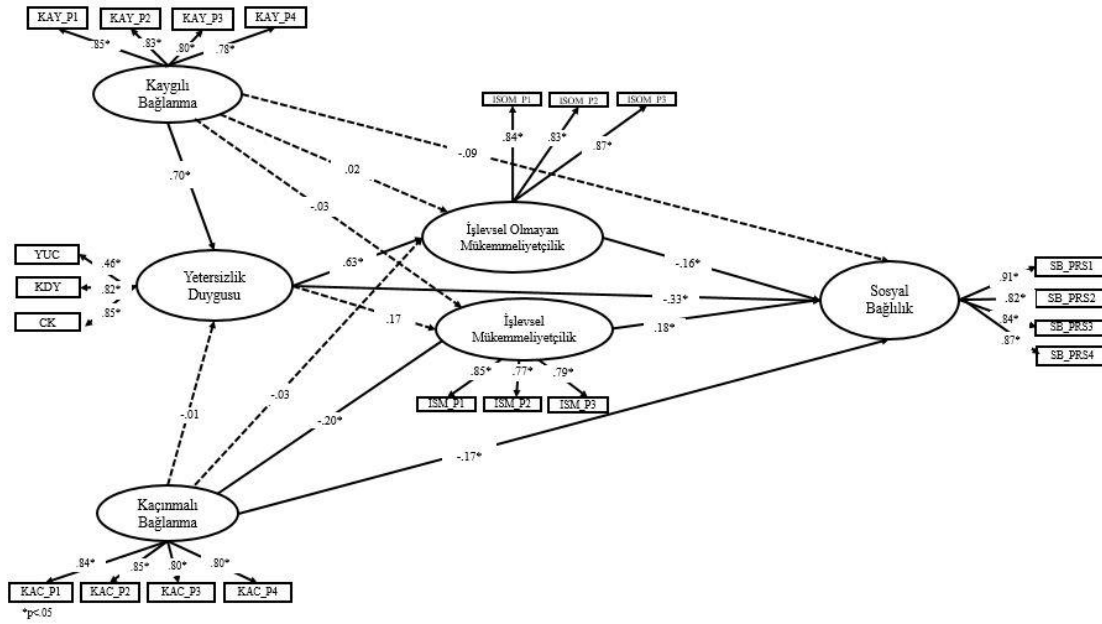 KAY_P1 KAY_P2 KAY_P3 KAY_P4
.85* .83* .80* .78*
Kaygılı
Bağlanma
ISOM_P1 ISOM_P2 ISOM_P3
.84* .83* .87*
-.09
.02
.70*
-.03
İşlevsel Olmayan
Mükemmeliyetçilik
YUC
KDY
CK
.46*
.82*
.85*
Yetersizlik
Duygusu
.63*
-.16*
-.33*
.17
İşlevsel
Mükemmeliyetçilik
.18*
Sosyal
Bağlılık
.91*
.82*
.84*
.87*
SB_PRS1
SB_PRS2
SB_PRS3
SB_PRS4
.85* .77* .79*
ISM_P1 ISM_P2 ISM_P3
-.01
-.03
-.20*
-.17*
Kaçınmalı
Bağlanma
.84* .85* .80* .80*
KAC_P1 KAC_P2 KAC_P3 KAC_P4
*p<.05